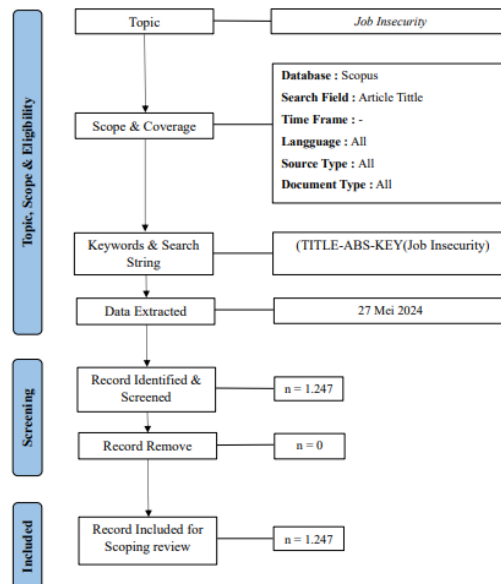 Topic, Scope & Eligibility
Topic
Job Insecurity
Scope & Coverage
Database : Scopus
Search Field : Article Tittle
Time Frame : -
Langguage : All
Source Type : All
Document Type : All
Keywords & Search
String
(TITLE-ABS-KEY(Job Insecurity)
Data Extracted
27 Mei 2024
Screening
Record Identified &
Screened
n = 1.247
Record Remove
n = 0
Included
Record Included for
Scoping review
n = 1.247